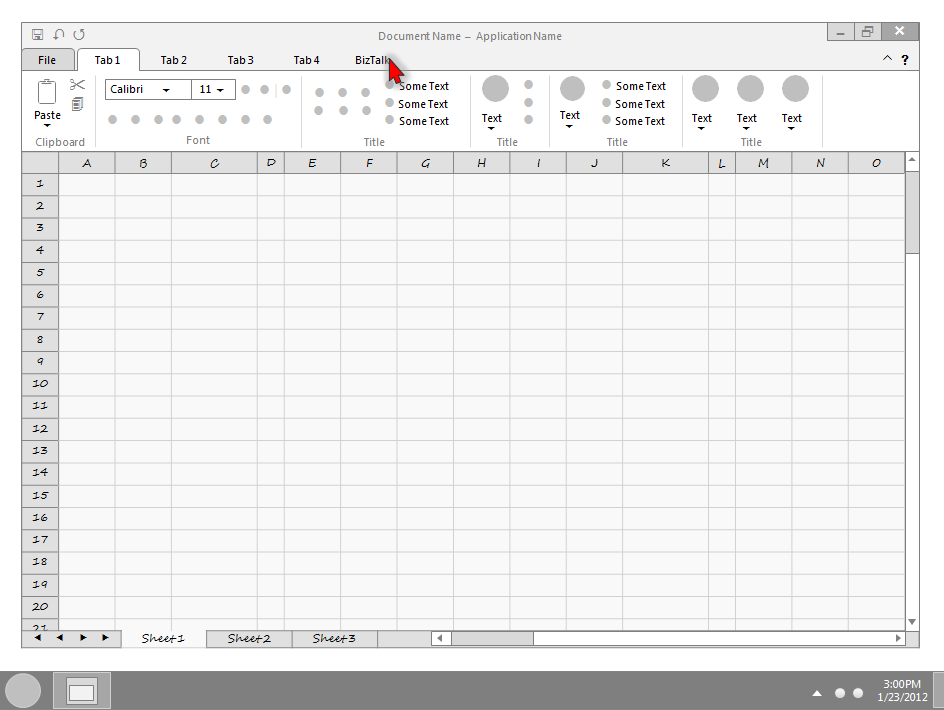 Document Name – Application Name
File Tab 1 Tab 2 Tab 3 Tab 4 BizTalk ?
Calibri 11 Some Text Some Text
Some Text Some Text
Paste Some Text Text Text Some Text Text Text Text
Clipboard Font Title Title Title Title
A B C D E F G H I J K L M N O
1
2
3
4
5
6
7
8
9
10
11
12
13
14
15
16
17
18
19
20
21
Sheet1 Sheet2 Sheet3
3:00PM
1/23/2012